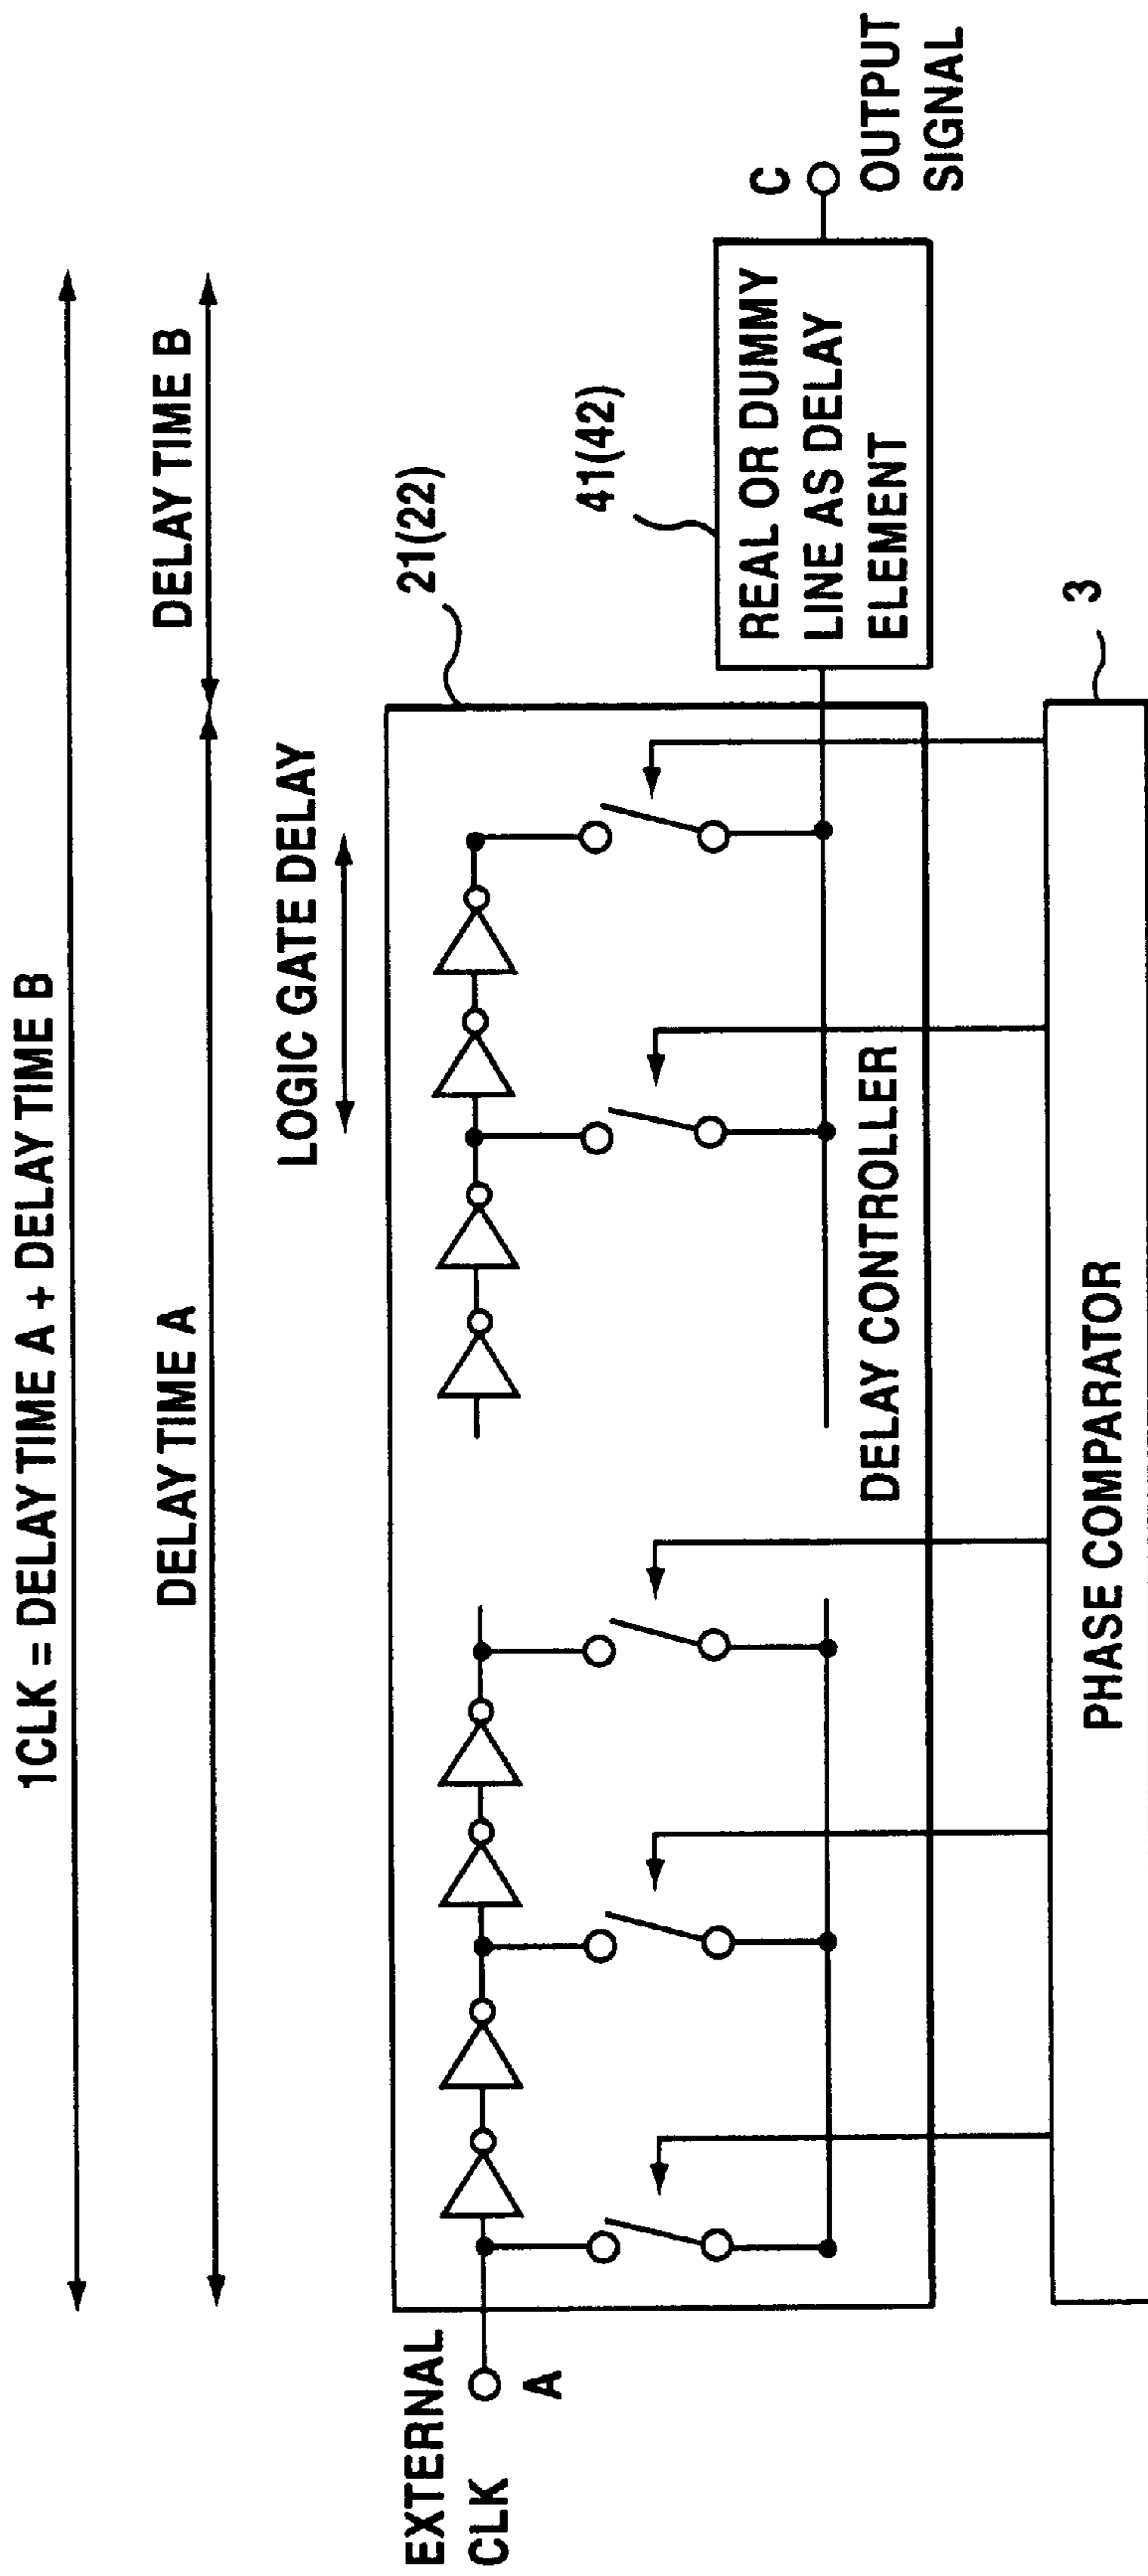 1CLK = DELAY TIME A + DELAY TIME B
DELAY TIME A
DELAY TIME B
LOGIC GATE DELAY
21(22)
41(42)
EXTERNAL
CLK
A
REAL OR DUMMY
LINE AS DELAY
ELEMENT
C
OUTPUT
SIGNAL
DELAY CONTROLLER
3
PHASE COMPARATOR